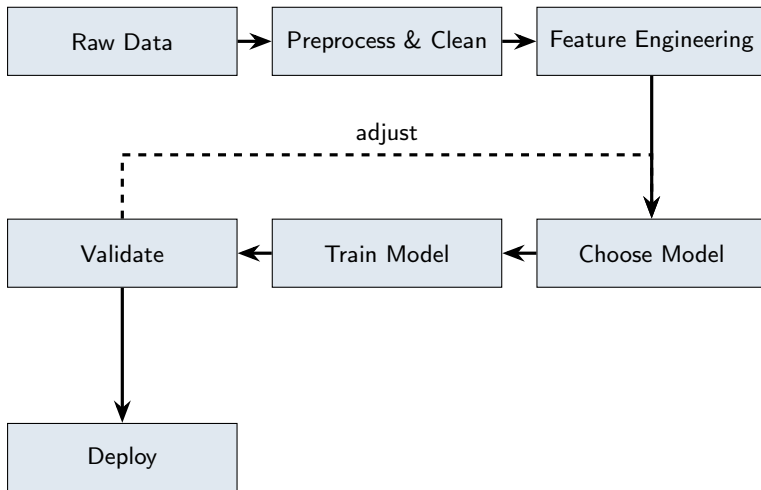 Raw Data
Preprocess & Clean
Feature Engineering
adjust
Validate
Train Model
Choose Model
Deploy